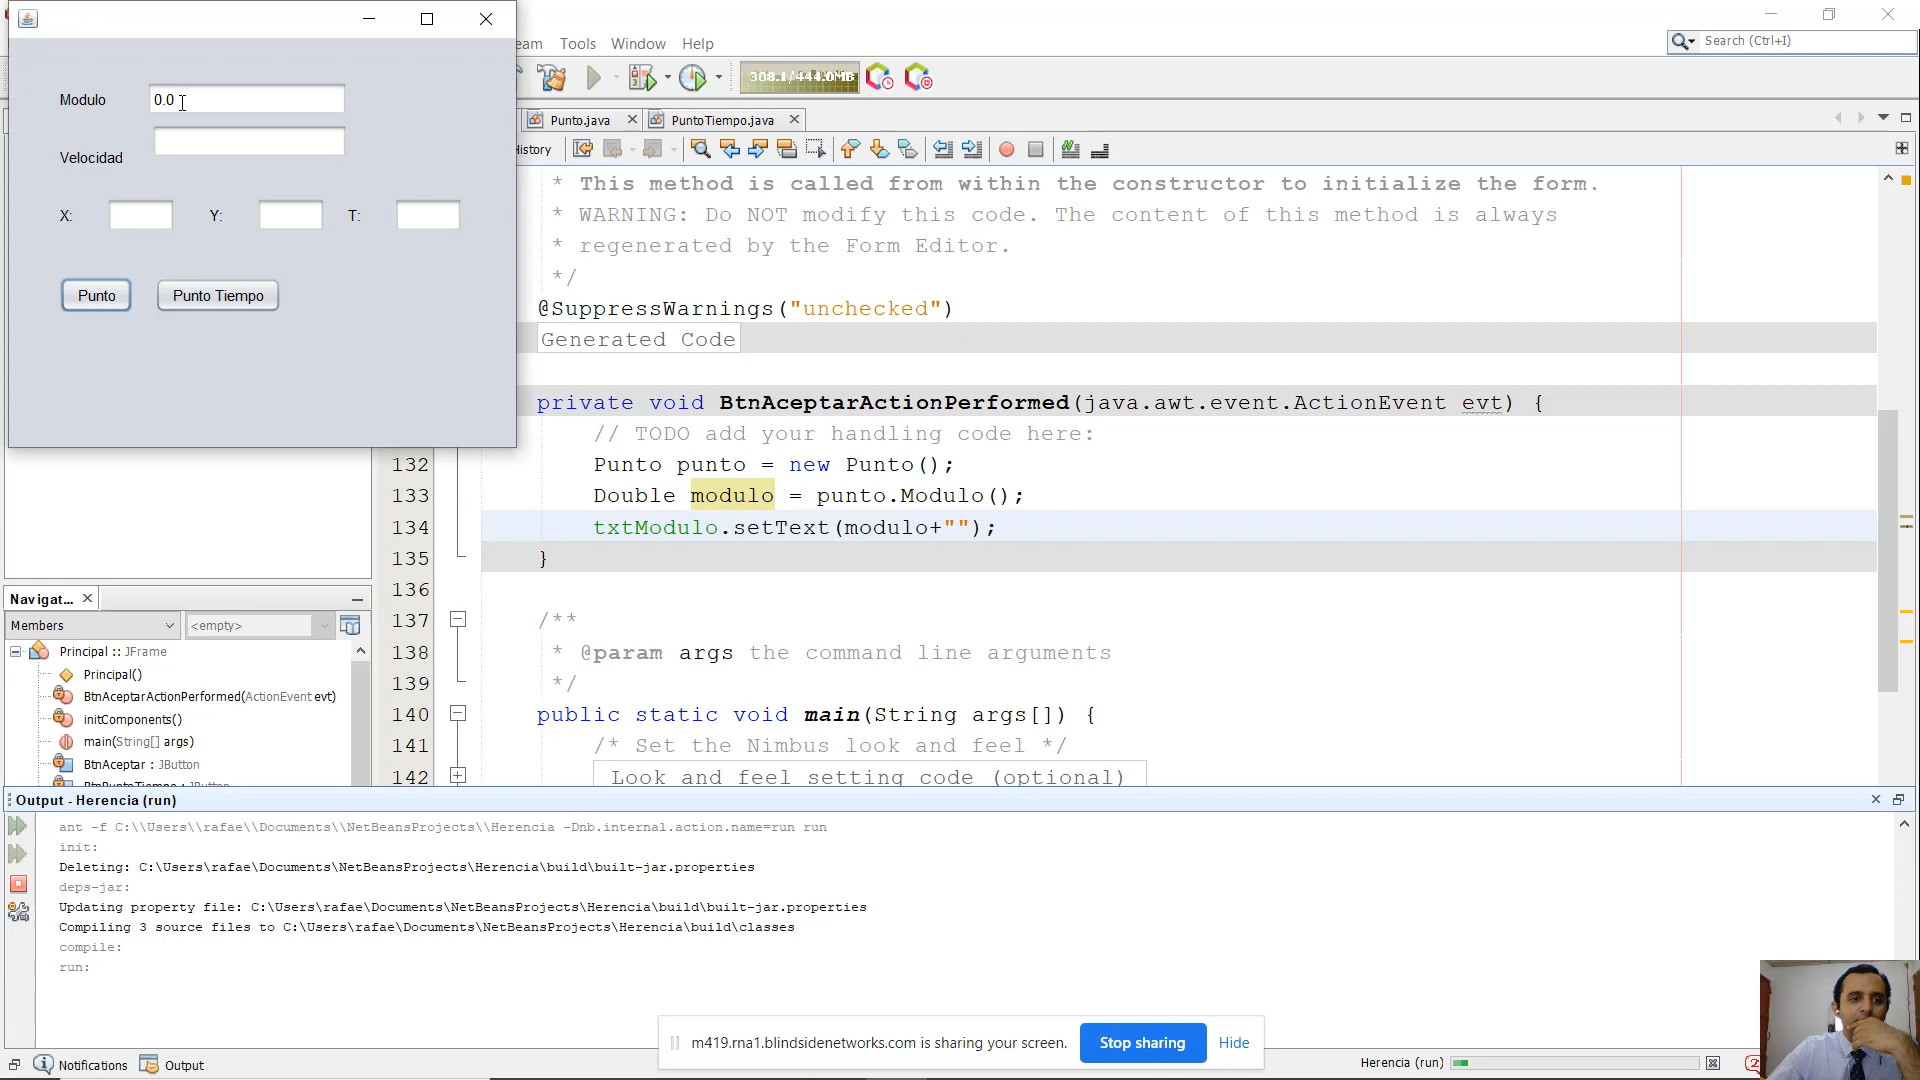 Modulo
0.0
Velocidad
X:
Y:
T:
Punto
Punto Tiempo
Tools
Window
Help
308.1/444.0MB
Search (Ctrl+I)
Punto.java
PuntoTiempo.java
* This method is called from within the constructor to initialize the form.
* WARNING: Do NOT modify this code. The content of this method is always
* regenerated by the Form Editor.
*/
@SuppressWarnings("unchecked")
Generated Code
private void BtnAceptarActionPerformed(java.awt.event.ActionEvent evt) {
// TODO add your handling code here:
132 Punto punto = new Punto();
133 Double modulo = punto.Modulo();
134 txtModulo.setText(modulo+"");
135 }
136
137 /**
138 * @param args the command line arguments
139 */
140 public static void main(String args[]) {
141 /* Set the Nimbus look and feel */
142 Look and feel setting code (optional)
Navigat...
Members
<empty>
Principal :: JFrame
Principal()
BtnAceptarActionPerformed(ActionEvent evt)
initComponents()
main(String[] args)
BtnAceptar : JButton
Output - Herencia (run)
ant -f C:\\Users\\rafae\\Documents\\NetBeansProjects\\Herencia -Dnb.internal.action.name=run run
init:
Deleting: C:\Users\rafae\Documents\NetBeansProjects\Herencia\build\built-jar.properties
deps-jar:
Updating property file: C:\Users\rafae\Documents\NetBeansProjects\Herencia\build\built-jar.properties
Compiling 3 source files to C:\Users\rafae\Documents\NetBeansProjects\Herencia\build\classes
compile:
run:
m419.rna1.blindsidenetworks.com is sharing your screen.
Stop sharing
Hide
Notifications
Output
Herencia (run)